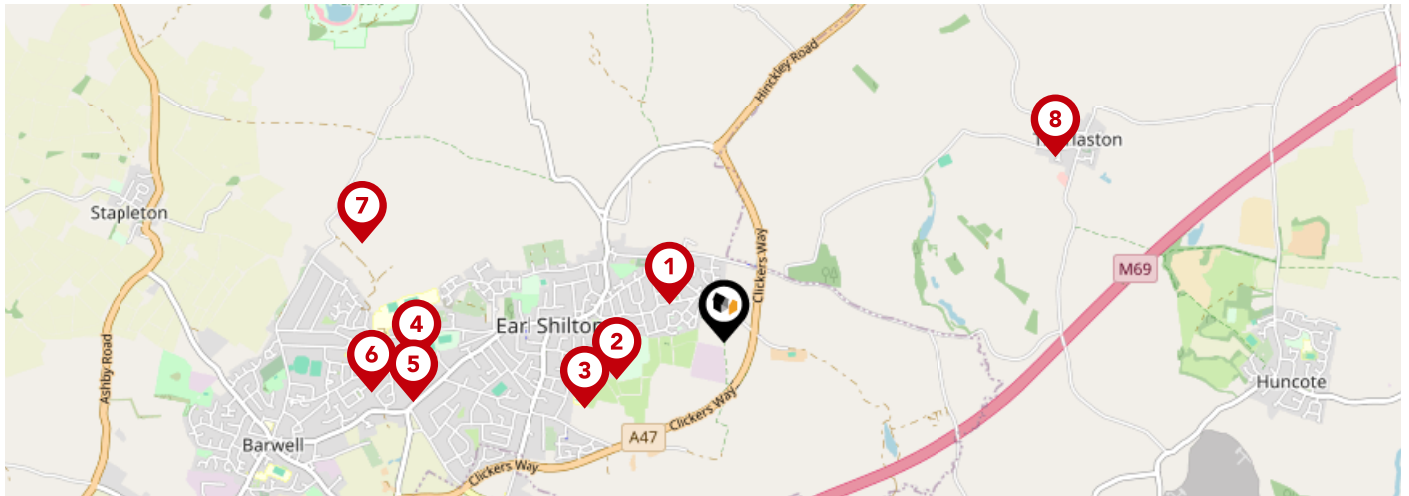 Hinckley Road
8
Thurlaston
Stapleton
7
Clickers Way
1
M69
Earl Shilton
4
2
6
5
3
Ashby Road
Huncote
Clickers Way
A47
Barwell
Clickers Way